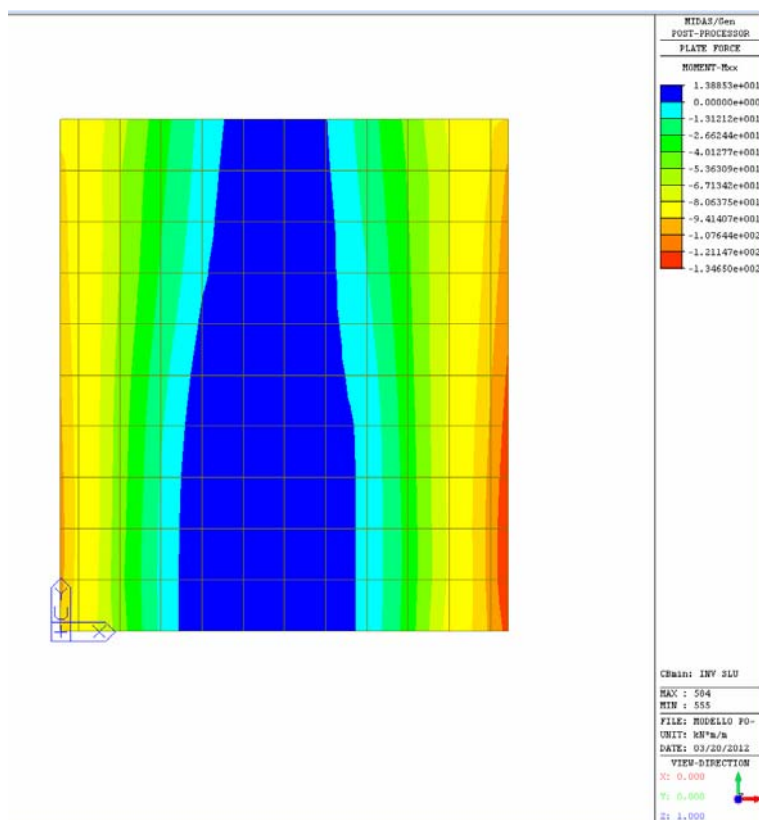 MIDAS/Gen
POST-PROCESSOR
PLATE FORCE
MOMENT-Mxx
1.38853e+001
0.00000e+000
-1.31212e+001
-2.66244e+001
-4.01277e+001
-5.36309e+001
-6.71342e+001
-8.06375e+001
-9.41407e+001
-1.07644e+002
-1.21147e+002
-1.34650e+002
CBmin: INV SLU
MAX : 584
MIN : 555
FILE: MODELLO PO~
UNIT: kN*m/m
DATE: 03/20/2012
VIEW-DIRECTION
X: 0.000
Y: 0.000
Z: 1.000
Y
X